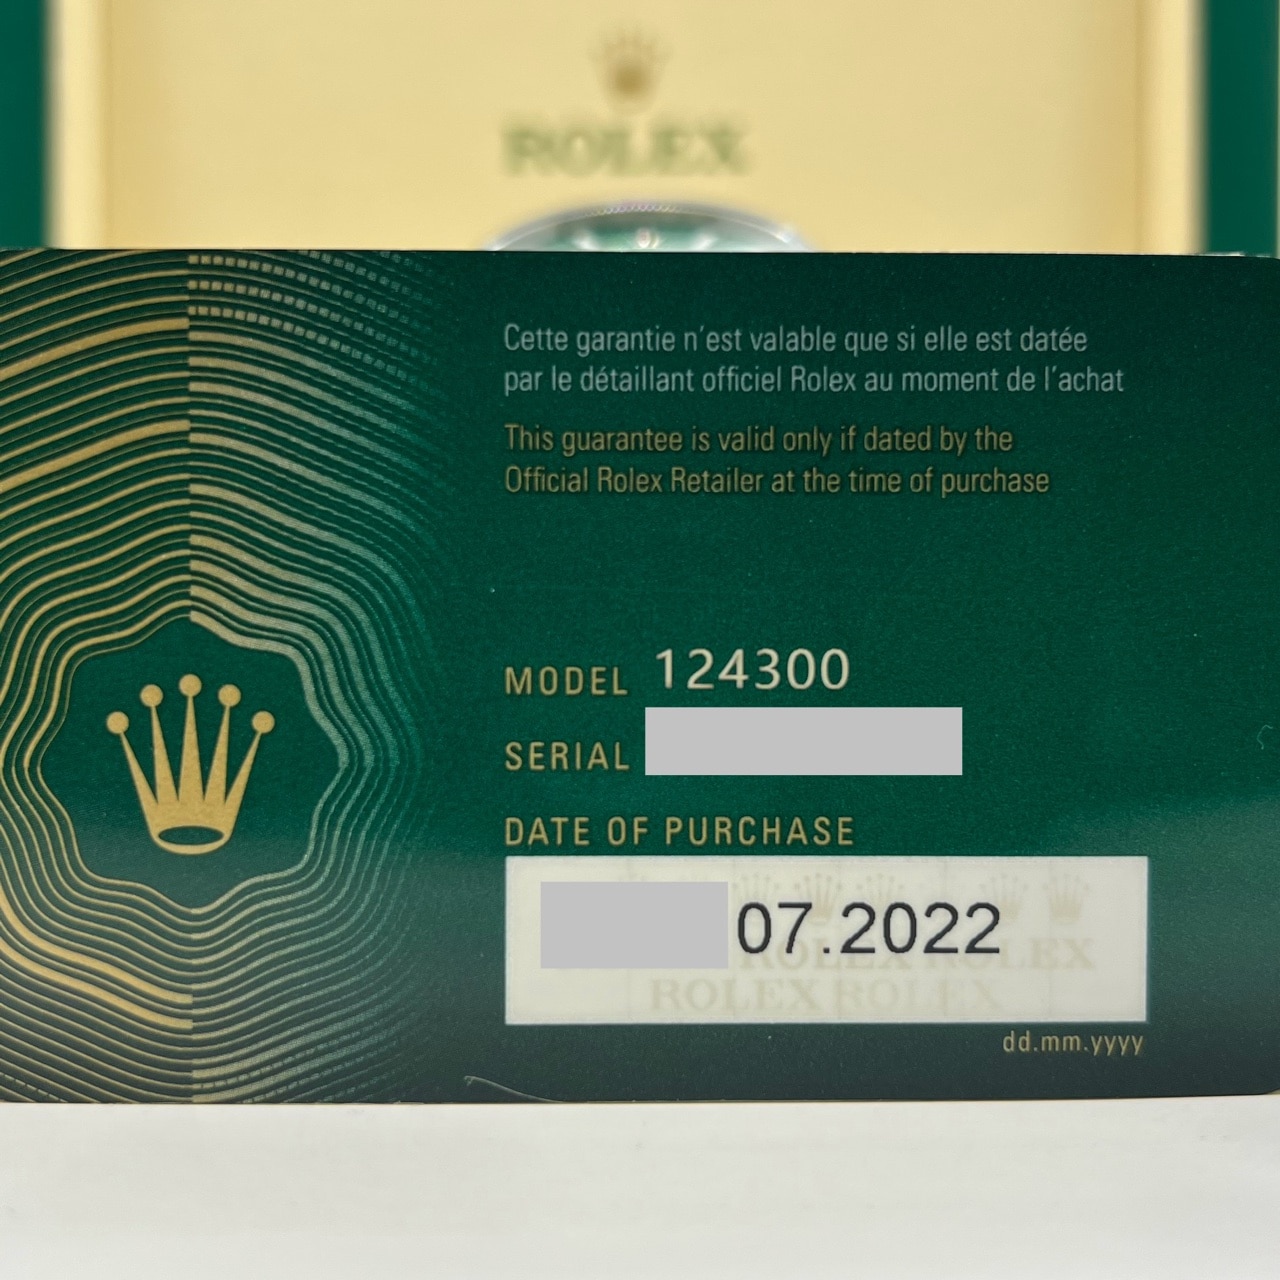 ROLEX
Cette garantie n'est valable que si elle est datée
par le détaillant officiel Rolex au moment de l'achat
This guarantee is valid only if dated by the
Official Rolex Retailer at the time of purchase
MODEL 124300
SERIAL
DATE OF PURCHASE
07.2022
ROLEX ROLEX
ROLEX ROLEX
dd.mm.yyyy